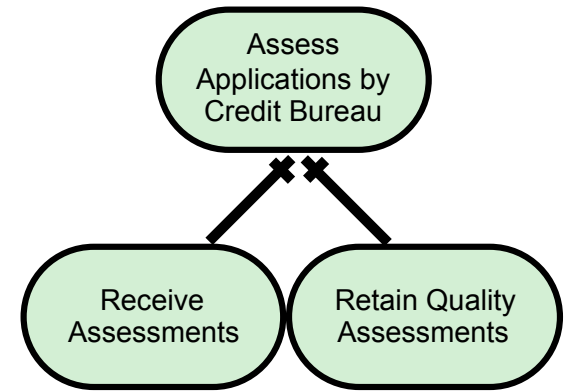 Assess
Applications by
Credit Bureau
Receive
Assessments
Retain Quality
Assessments